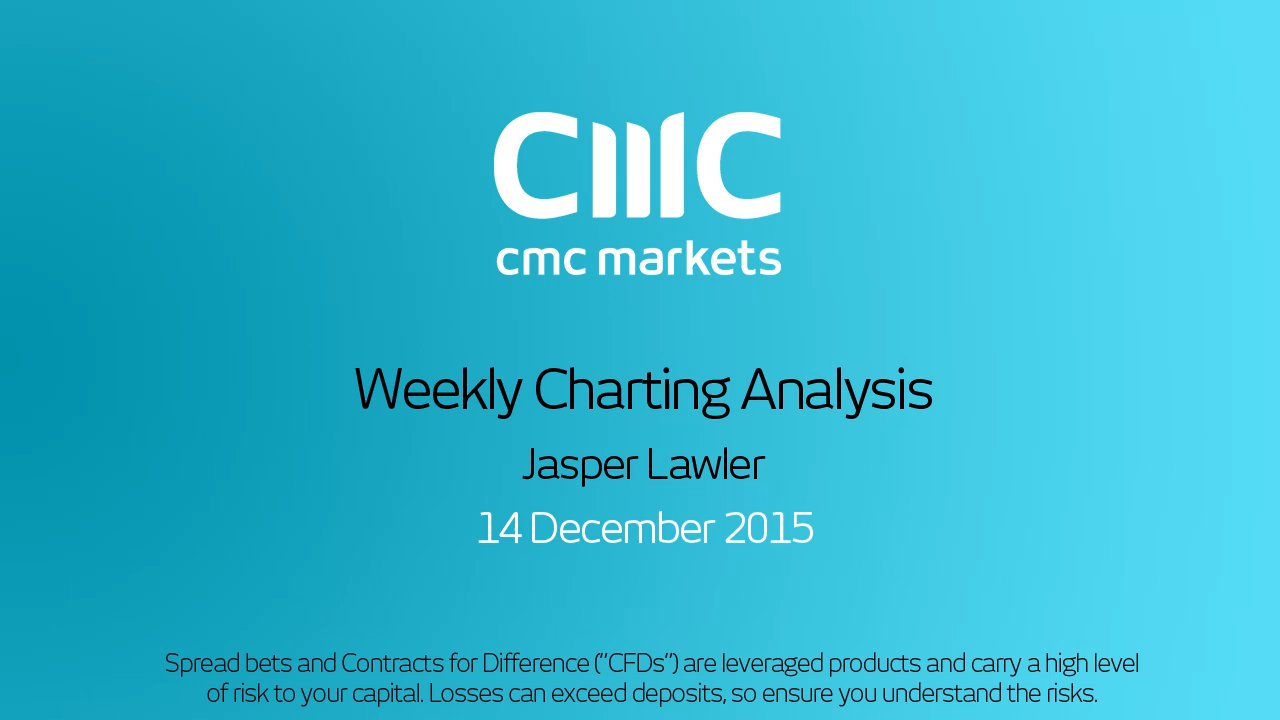 CMC
cmc markets
Weekly Charting Analysis
Jasper Lawler
14 December 2015
Spread bets and Contracts for Difference (“CFDs”) are leveraged products and carry a high level
of risk to your capital. Losses can exceed deposits, so ensure you understand the risks.